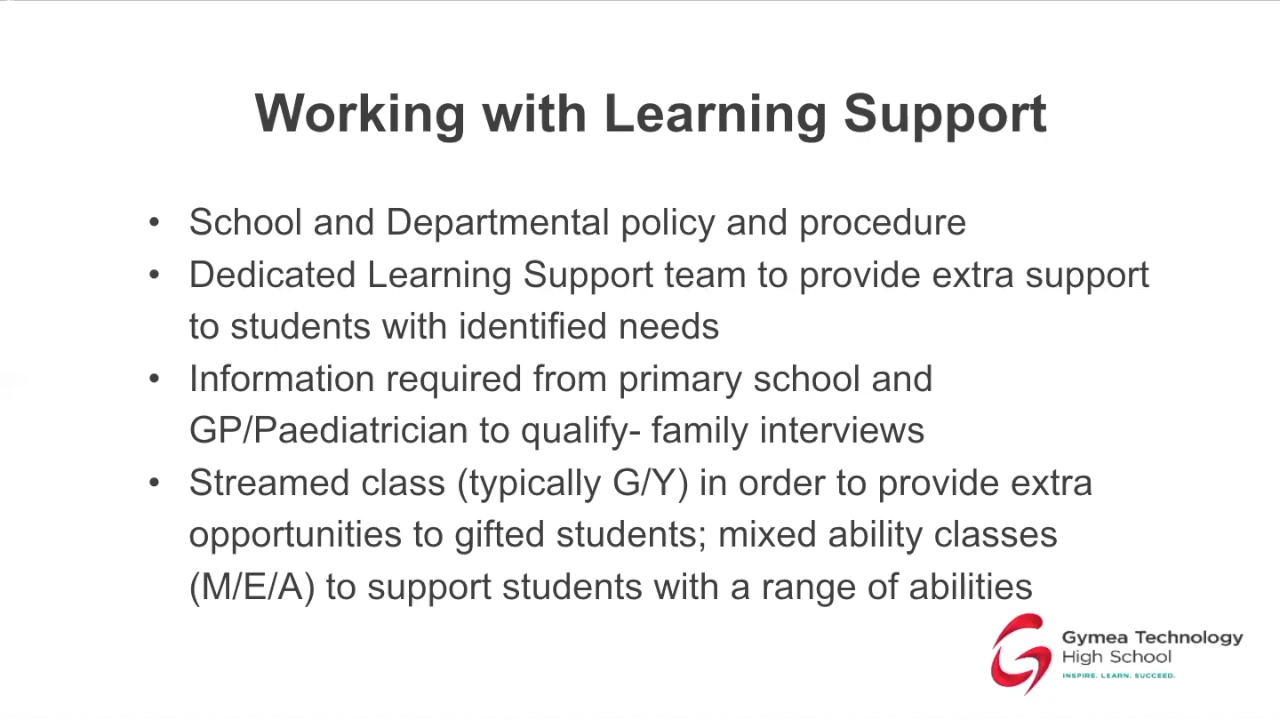 Working with Learning Support
• School and Departmental policy and procedure
• Dedicated Learning Support team to provide extra support
to students with identified needs
• Information required from primary school and
GP/Paediatrician to qualify- family interviews
• Streamed class (typically G/Y) in order to provide extra
opportunities to gifted students; mixed ability classes
(M/E/A) to support students with a range of abilities
Gymea Technology
High School
INSPIRE. LEARN. SUCCEED.